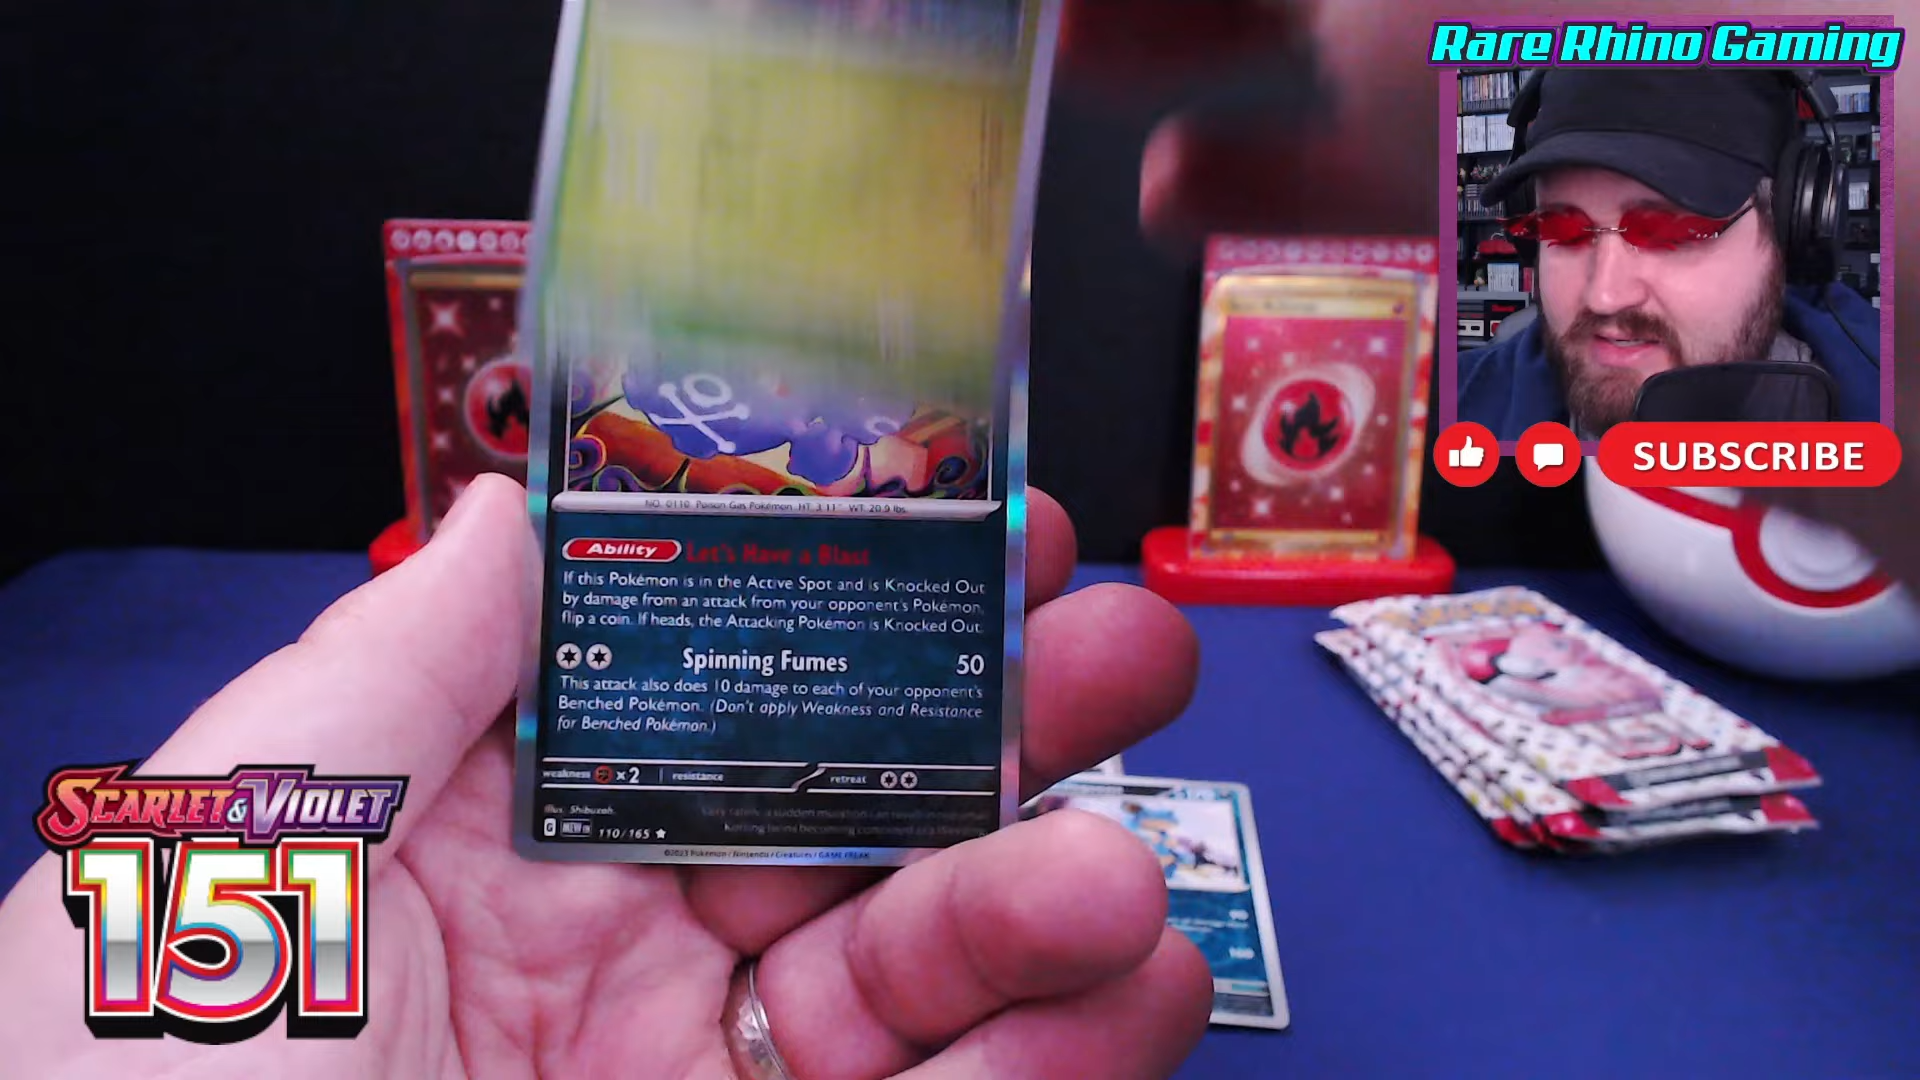 Rare Rhino Gaming
SUBSCRIBE
NO. 0110 Poison Gas Pokémon HT: 3'11" WT: 20.9 lbs.
Ability Let's Have a Blast
If this Pokémon is in the Active Spot and is Knocked Out
by damage from an attack from your opponent's Pokémon,
flip a coin. If heads, the Attacking Pokémon is Knocked Out.
Spinning Fumes 50
This attack also does 10 damage to each of your opponent's
Benched Pokémon. (Don't apply Weakness and Resistance
for Benched Pokémon.)
weakness x2 resistance retreat
Illus. Shibuzoh.
G MEW EN 110/165
©2023 Pokémon / Nintendo / Creatures / GAME FREAK
SCARLET & VIOLET
151
90